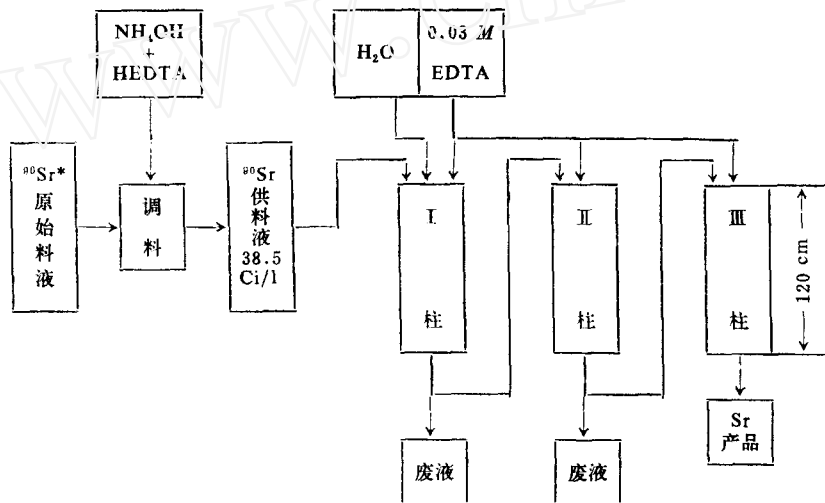 NH₄OH
+
HEDTA
H₂O
0.03 M
EDTA
⁹⁰Sr*
原
始
料
液
调
料
⁹⁰Sr
供
料
液
38.5
Ci/l
Ⅰ
柱
Ⅱ
柱
Ⅲ
柱
120 cm
废液
废液
Sr
产品